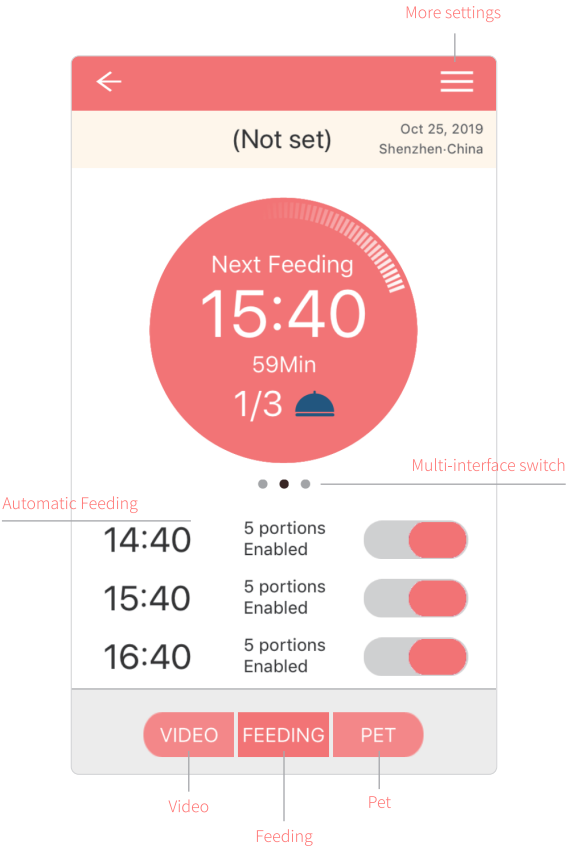 More settings
(Not set)
Oct 25, 2019
Shenzhen·China
Next Feeding
15:40
59Min
1/3
Multi-interface switch
Automatic Feeding
14:40
5 portions
Enabled
15:40
5 portions
Enabled
16:40
5 portions
Enabled
VIDEO
FEEDING
PET
Video
Pet
Feeding